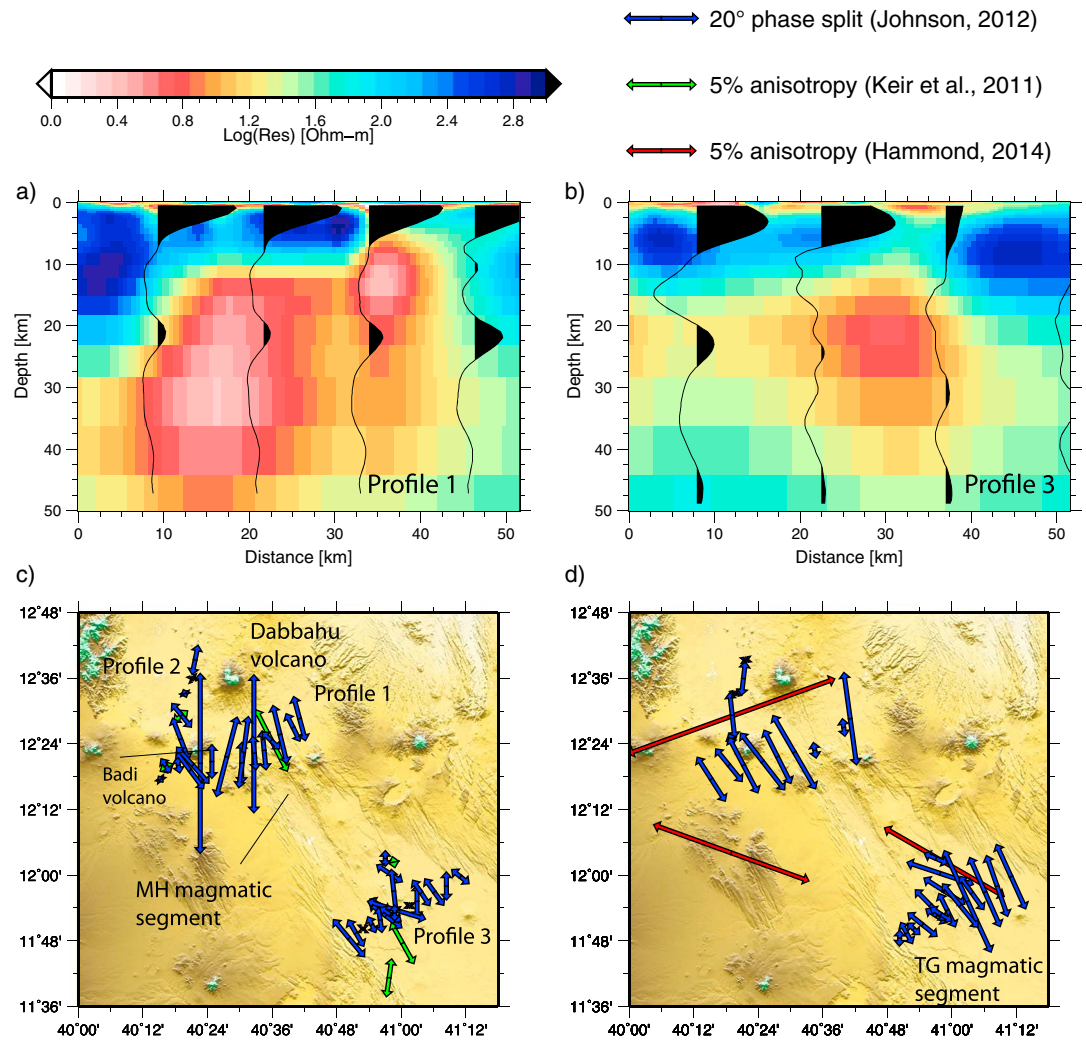 20° phase split (Johnson, 2012)
5% anisotropy (Keir et al., 2011)
5% anisotropy (Hammond, 2014)
0.0 0.4 0.8 1.2 1.6 2.0 2.4 2.8
Log(Res) [Ohm–m]
a)
0
10
20
30
40
50
Depth [km]
Profile 1
0 10 20 30 40 50
Distance [km]
b)
0
10
20
30
40
50
Depth [km]
Profile 3
0 10 20 30 40 50
Distance [km]
c)
12˚48'
12˚36'
12˚24'
12˚12'
12˚00'
11˚48'
11˚36'
Dabbahu
volcano
Profile 2
Profile 1
Badi
volcano
MH magmatic
segment
Profile 3
40˚00' 40˚12' 40˚24' 40˚36' 40˚48' 41˚00' 41˚12'
d)
12˚48'
12˚36'
12˚24'
12˚12'
12˚00'
11˚48'
11˚36'
TG magmatic
segment
40˚00' 40˚12' 40˚24' 40˚36' 40˚48' 41˚00' 41˚12'